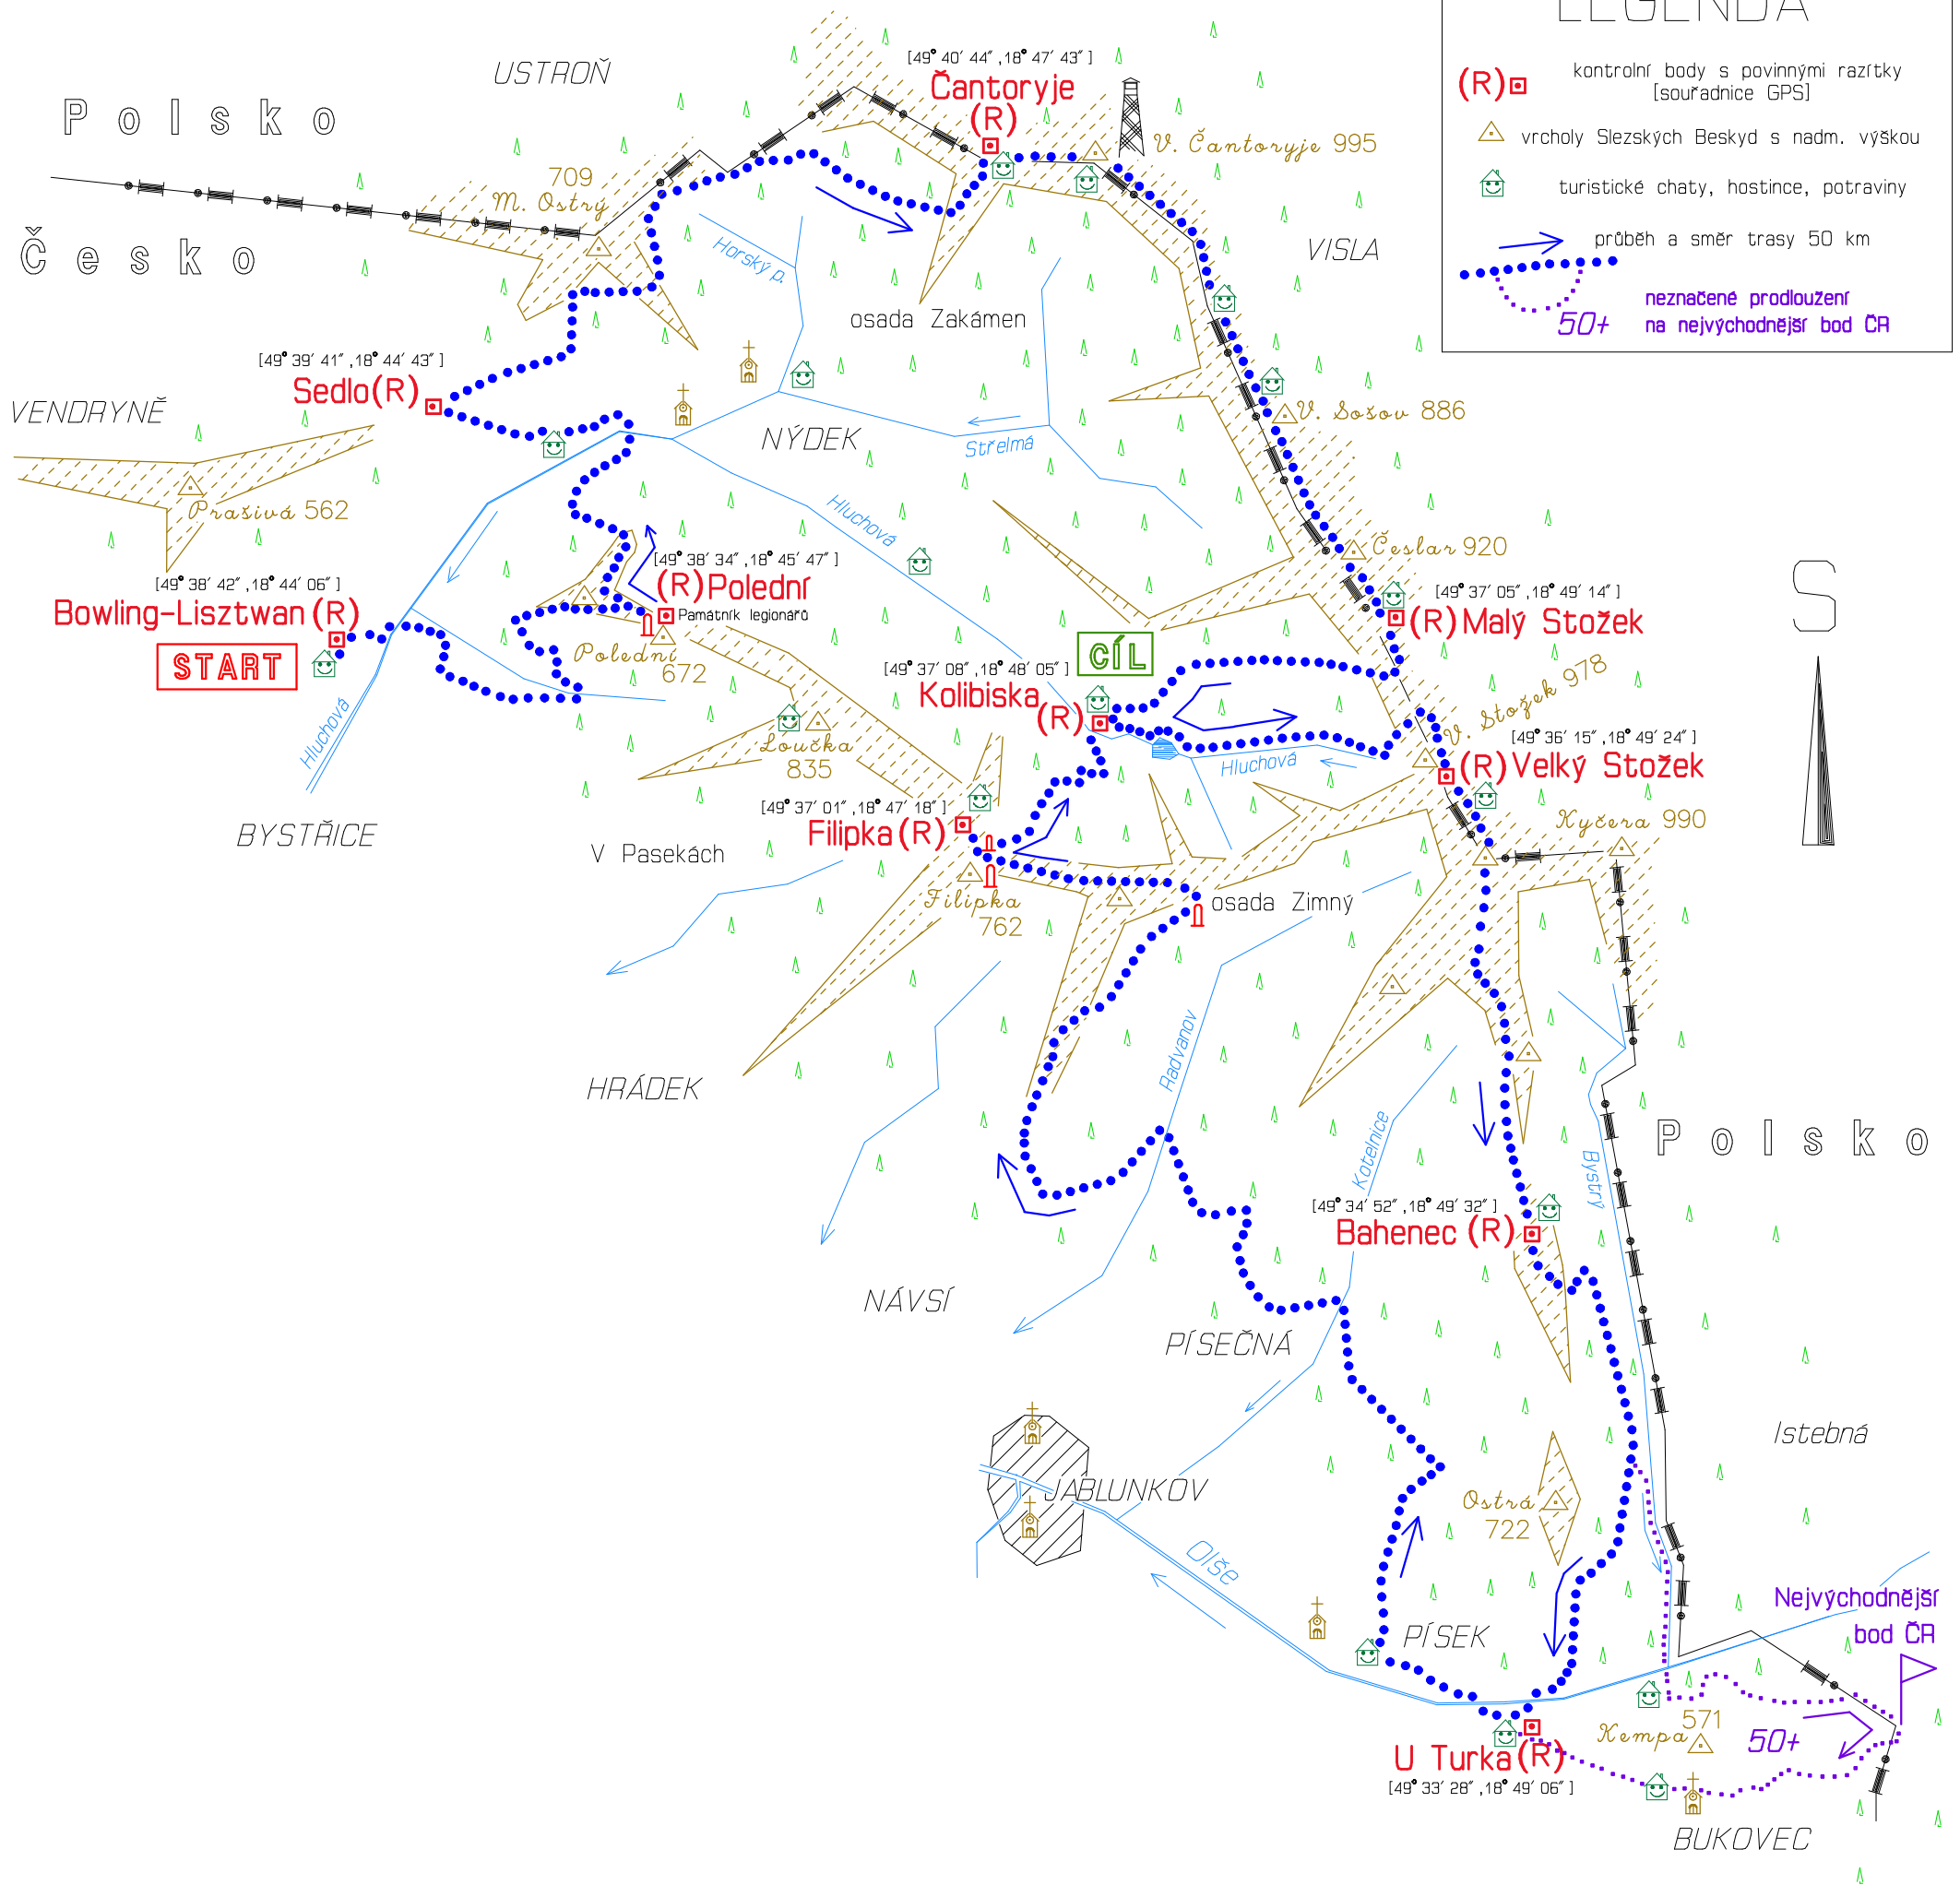 LEGENDA
(R) kontrolní body s povinnými razítky
[souřadnice GPS]
vrcholy Slezských Beskyd s nadm. výškou
turistické chaty, hostince, potraviny
průběh a směr trasy 50 km
neznačené prodloužení
50+ na nejvýchodnější bod ČR
USTROŇ
Polsko
Česko
[49° 40′ 44″ ,18° 47′ 43″ ]
Čantoryje
(R)
V. Čantoryje 995
709
M. Ostrý
VISLA
Horský p.
osada Zakámen
[49° 39′ 41″ ,18° 44′ 43″ ]
Sedlo(R)
VENDRYNĚ
NÝDEK
Střelmá
V. Sošov 886
Prašivá 562
Hluchová
Česlar 920
[49° 38′ 34″ ,18° 45′ 47″ ]
(R)Polední
Památník legionářů
[49° 38′ 42″ ,18° 44′ 06″ ]
Bowling-Lisztwan(R)
START
Polední
672
[49° 37′ 05″ ,18° 49′ 14″ ]
(R)Malý Stožek
S
CÍL
[49° 37′ 08″ ,18° 48′ 05″ ]
Kolibiska
(R)
V. Stožek 978
Hluchová
Loučka
835
Hluchová
[49° 36′ 15″ ,18° 49′ 24″ ]
(R)Velký Stožek
BYSTŘICE
[49° 37′ 01″ ,18° 47′ 18″ ]
Filipka(R)
V Pasekách
Kyčera 990
Filipka
762
osada Zimný
HRÁDEK
Radvanov
Kotelnice
Bystrý
Polsko
[49° 34′ 52″ ,18° 49′ 32″ ]
Bahenec (R)
NÁVSÍ
PÍSEČNÁ
Istebná
JABLUNKOV
Ostrá
722
Olše
PÍSEK
Nejvýchodnější
bod ČR
571
Kempa
50+
U Turka(R)
[49° 33′ 28″ ,18° 49′ 06″ ]
BUKOVEC